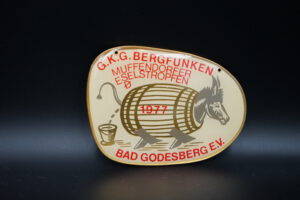 G.K.G. BERGFUNKEN
MUFFENDORFER
ESELSTROPFEN
1977
BAD GODESBERG E.V.